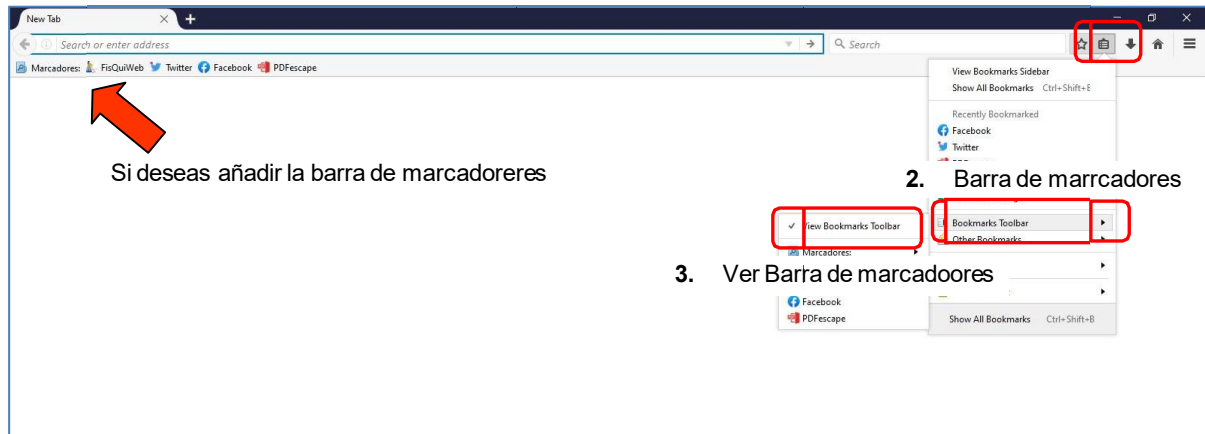 New Tab
Search or enter address
Search
Marcadores: FisQuiWeb Twitter Facebook PDFescape
View Bookmarks Sidebar
Show All Bookmarks Ctrl+Shift+B
Recently Bookmarked
Facebook
Twitter
Si deseas añadir la barra de marcadoreres
2. Barra de marrcadores
View Bookmarks Toolbar
Bookmarks Toolbar
Other Bookmarks
Marcadores:
3. Ver Barra de marcadoores
Facebook
PDFescape
Show All Bookmarks Ctrl+Shift+B